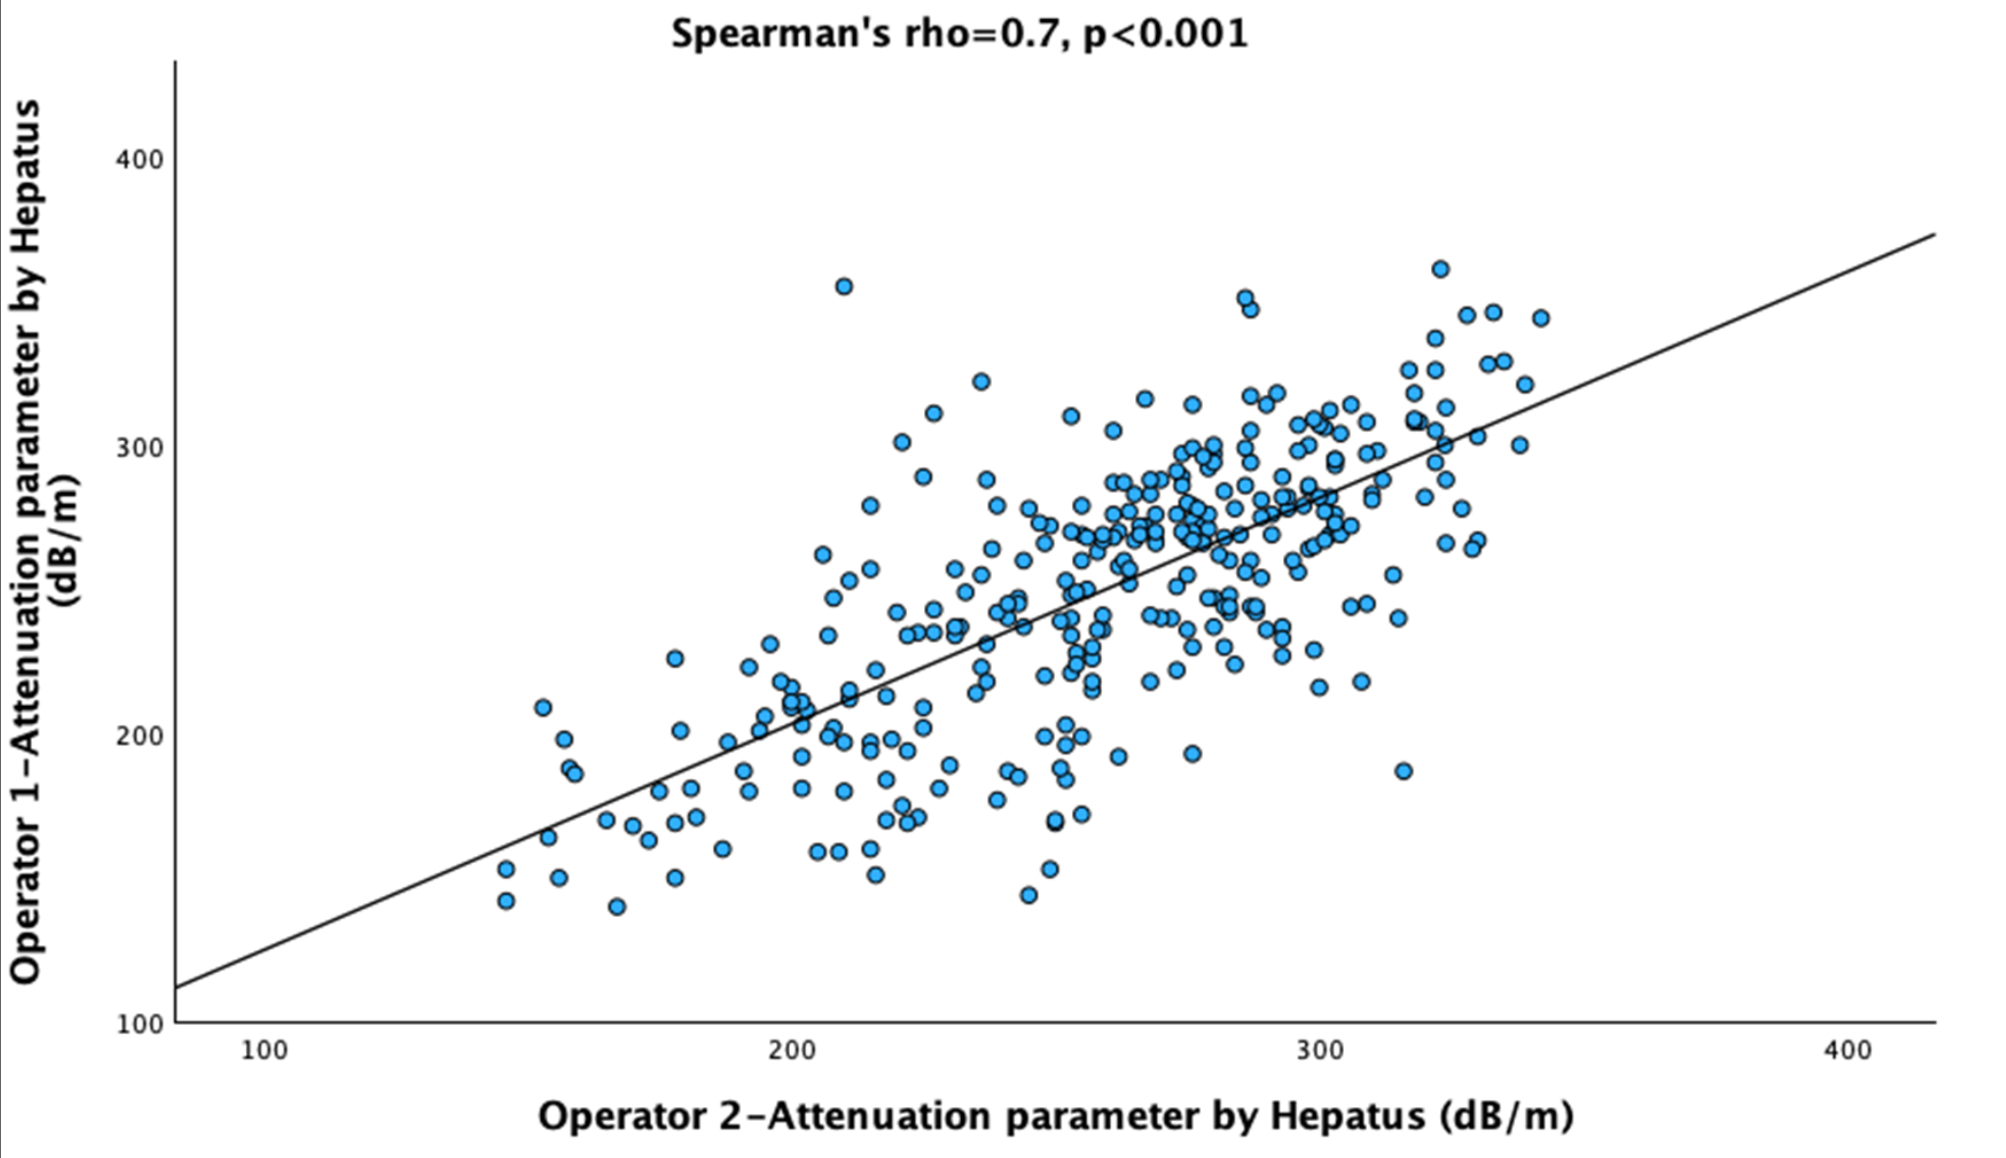 Spearman's rho=0.7, p<0.001
Operator 1-Attenuation parameter by Hepatus
(dB/m)
400
300
200
100
100 200 300 400
Operator 2-Attenuation parameter by Hepatus (dB/m)